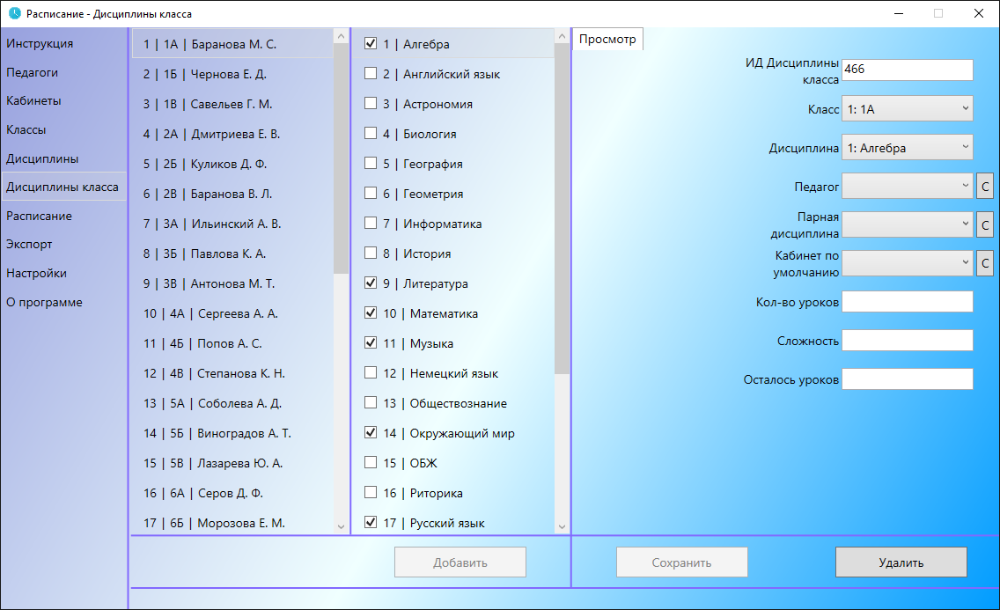 Расписание - Дисциплины класса
Инструкция
Педагоги
Кабинеты
Классы
Дисциплины
Дисциплины класса
Расписание
Экспорт
Настройки
О программе
1 | 1А | Баранова М. С.
2 | 1Б | Чернова Е. Д.
3 | 1В | Савельев Г. М.
4 | 2А | Дмитриева Е. В.
5 | 2Б | Куликов Д. Ф.
6 | 2В | Баранова В. Л.
7 | 3А | Ильинский А. В.
8 | 3Б | Павлова К. А.
9 | 3В | Антонова М. Т.
10 | 4А | Сергеева А. А.
11 | 4Б | Попов А. С.
12 | 4В | Степанова К. Н.
13 | 5А | Соболева А. Д.
14 | 5Б | Виноградов А. Т.
15 | 5В | Лазарева Ю. А.
16 | 6А | Серов Д. Ф.
17 | 6Б | Морозова Е. М.
1 | Алгебра
2 | Английский язык
3 | Астрономия
4 | Биология
5 | География
6 | Геометрия
7 | Информатика
8 | История
9 | Литература
10 | Математика
11 | Музыка
12 | Немецкий язык
13 | Обществознание
14 | Окружающий мир
15 | ОБЖ
16 | Риторика
17 | Русский язык
Просмотр
ИД Дисциплины
класса
466
Класс
1: 1А
Дисциплина
1: Алгебра
Педагог
С
Парная
дисциплина
С
Кабинет по
умолчанию
С
Кол-во уроков
Сложность
Осталось уроков
Добавить
Сохранить
Удалить